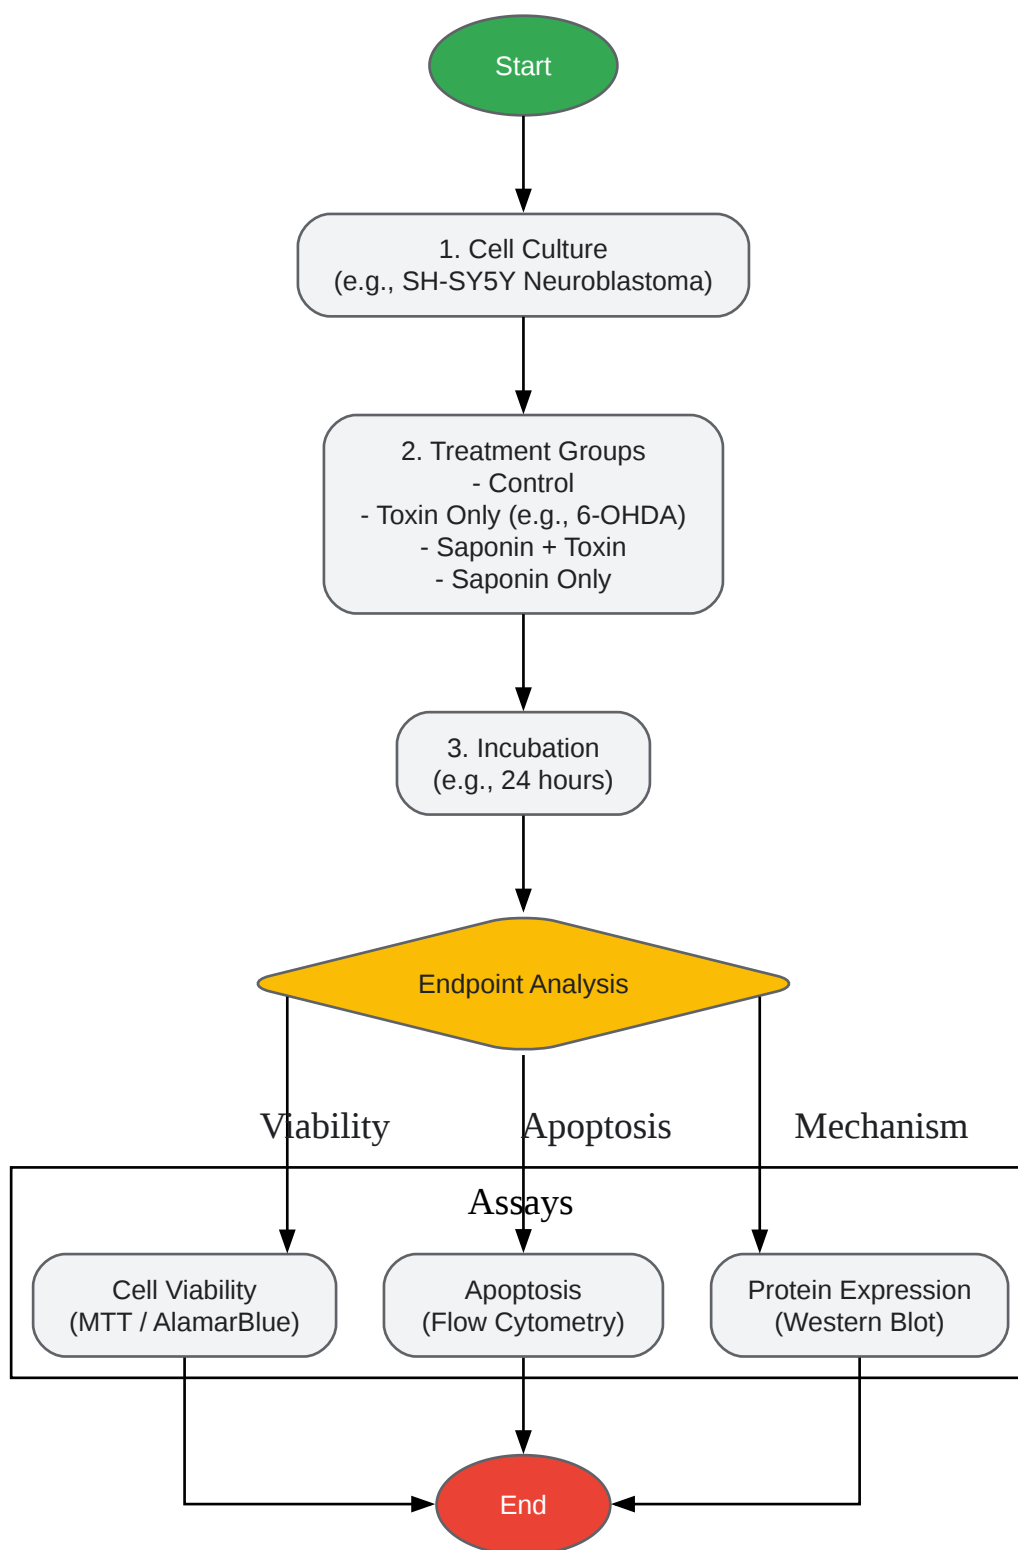 Start
1. Cell Culture
(e.g., SH-SY5Y Neuroblastoma)
2. Treatment Groups
- Control
- Toxin Only (e.g., 6-OHDA)
- Saponin + Toxin
- Saponin Only
3. Incubation
(e.g., 24 hours)
Endpoint Analysis
Viability
Apoptosis
Mechanism
Assays
Cell Viability
(MTT / AlamarBlue)
Apoptosis
(Flow Cytometry)
Protein Expression
(Western Blot)
End